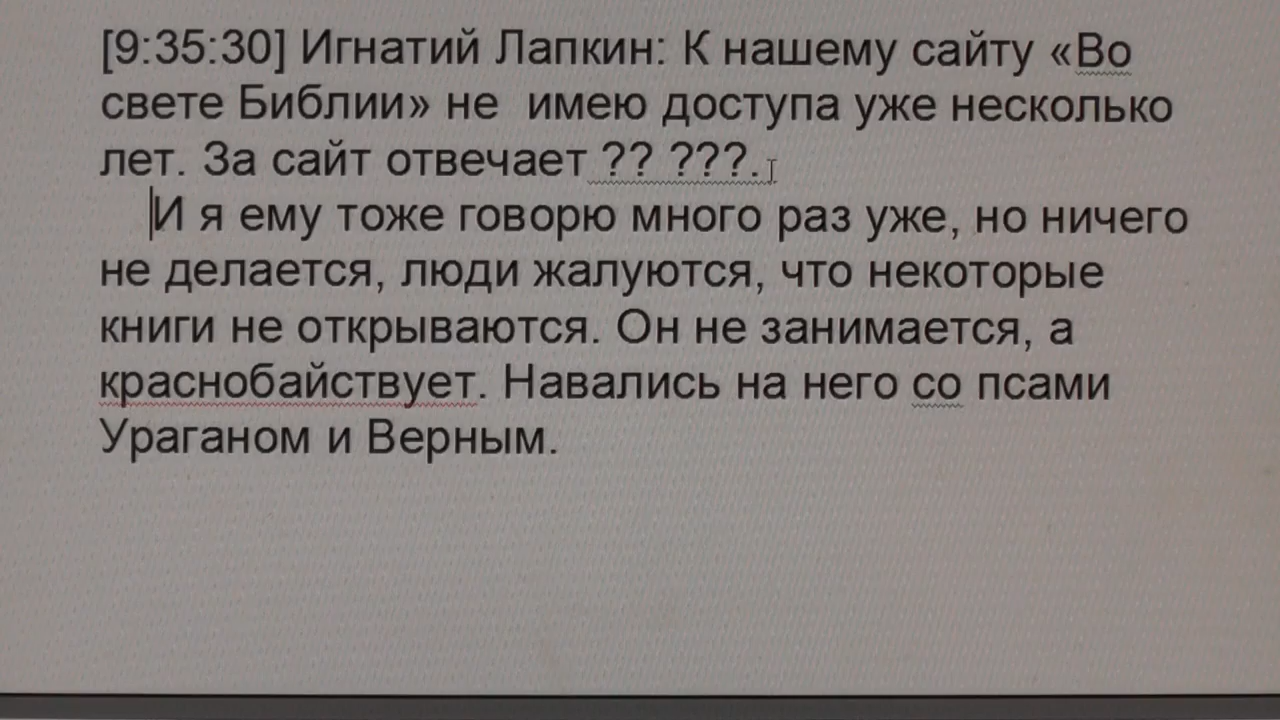 [9:35:30] Игнатий Лапкин: К нашему сайту «Во
свете Библии» не  имею доступа уже несколько
лет. За сайт отвечает ?? ???.
И я ему тоже говорю много раз уже, но ничего
не делается, люди жалуются, что некоторые
книги не открываются. Он не занимается, а
краснобайствует. Навались на него со псами
Ураганом и Верным.